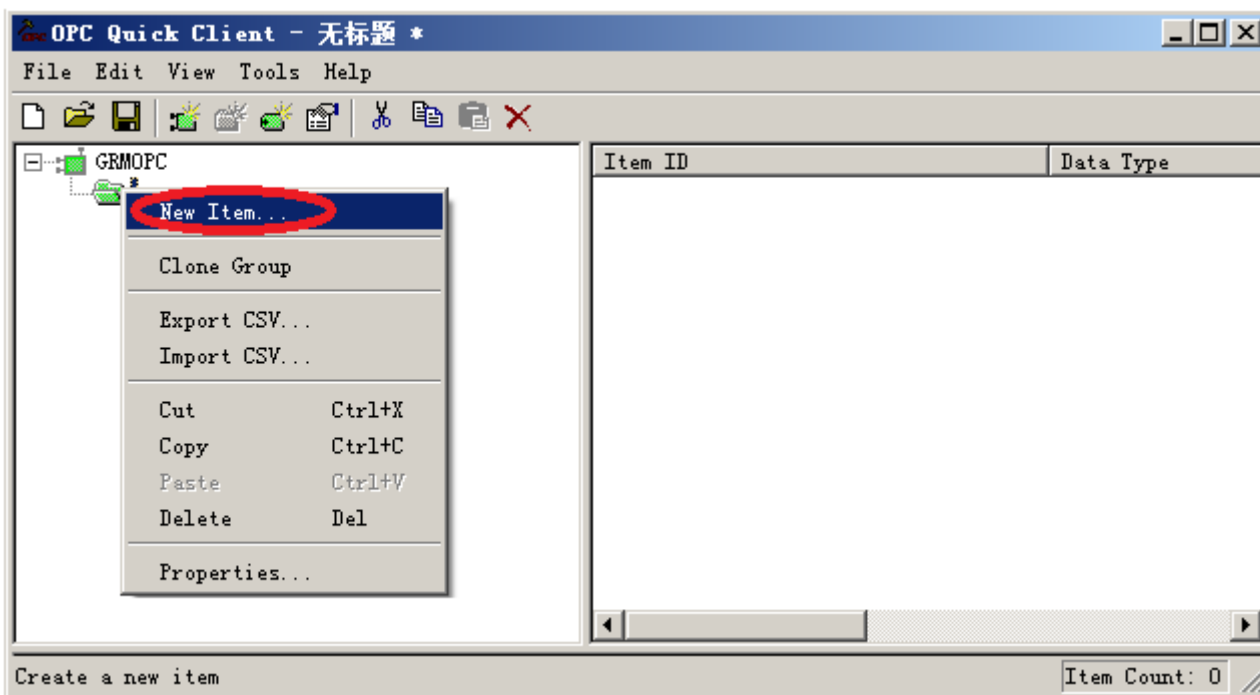 OPC Quick Client - 无标题 *
File Edit View Tools Help
GRMOPC
*
Item ID Data Type
New Item...
Clone Group
Export CSV...
Import CSV...
Cut Ctrl+X
Copy Ctrl+C
Paste Ctrl+V
Delete Del
Properties...
Create a new item Item Count: 0